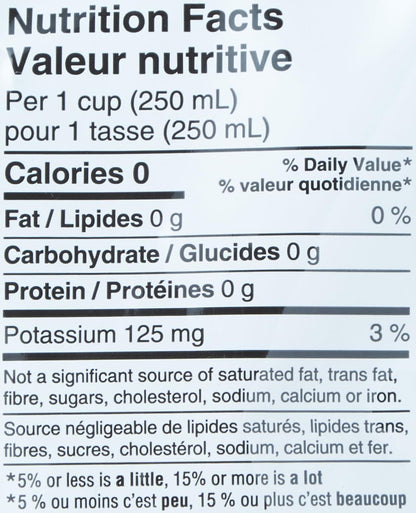 Nutrition Facts
Valeur nutritive
Per 1 cup (250 mL)
pour 1 tasse (250 mL)
Calories 0
% Daily Value*
% valeur quotidienne*
Fat / Lipides 0 g 0 %
Carbohydrate / Glucides 0 g
Protein / Protéines 0 g
Potassium 125 mg 3 %
Not a significant source of saturated fat, trans fat,
fibre, sugars, cholesterol, sodium, calcium or iron.
Source négligeable de lipides saturés, lipides trans,
fibres, sucres, cholestérol, sodium, calcium et fer.
*5% or less is a little, 15% or more is a lot
*5 % ou moins c'est peu, 15 % ou plus c'est beaucoup